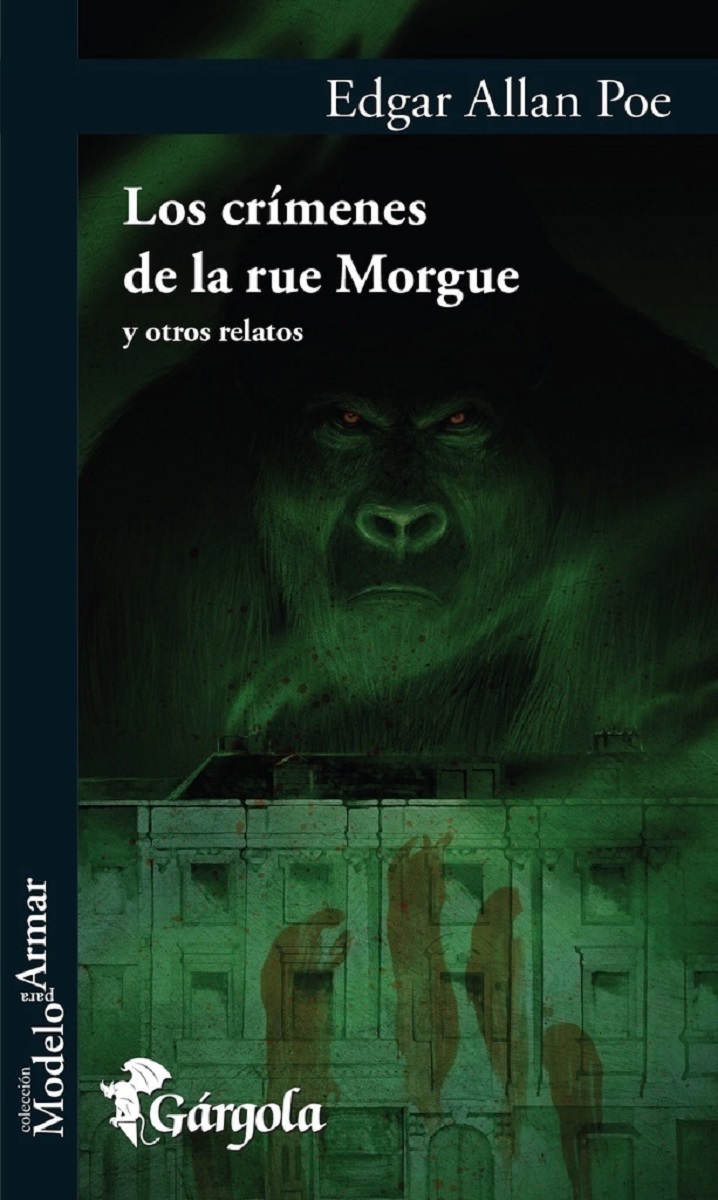 Edgar Allan Poe
Los crímenes
de la rue Morgue
y otros relatos
colección
Modelo para Armar
Gárgola